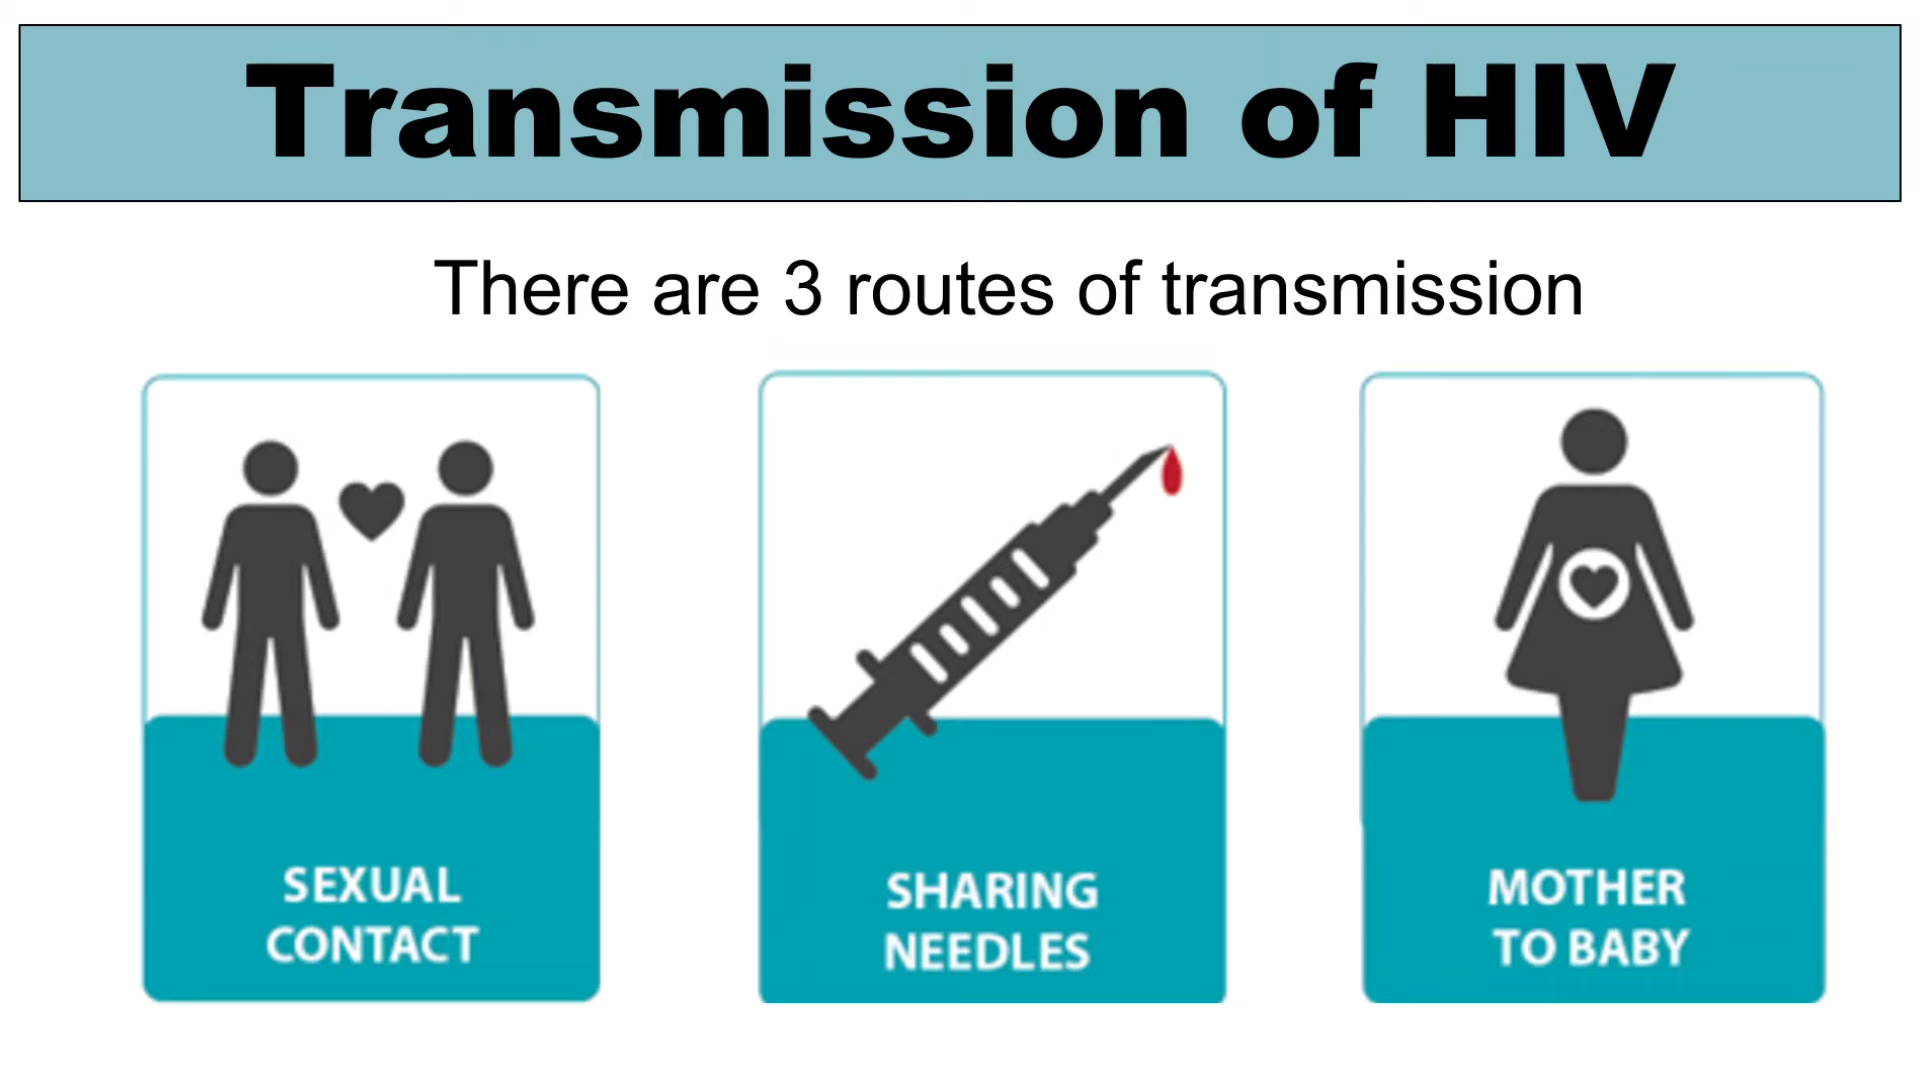 Transmission of HIV
There are 3 routes of transmission
SEXUAL
CONTACT
SHARING
NEEDLES
MOTHER
TO BABY